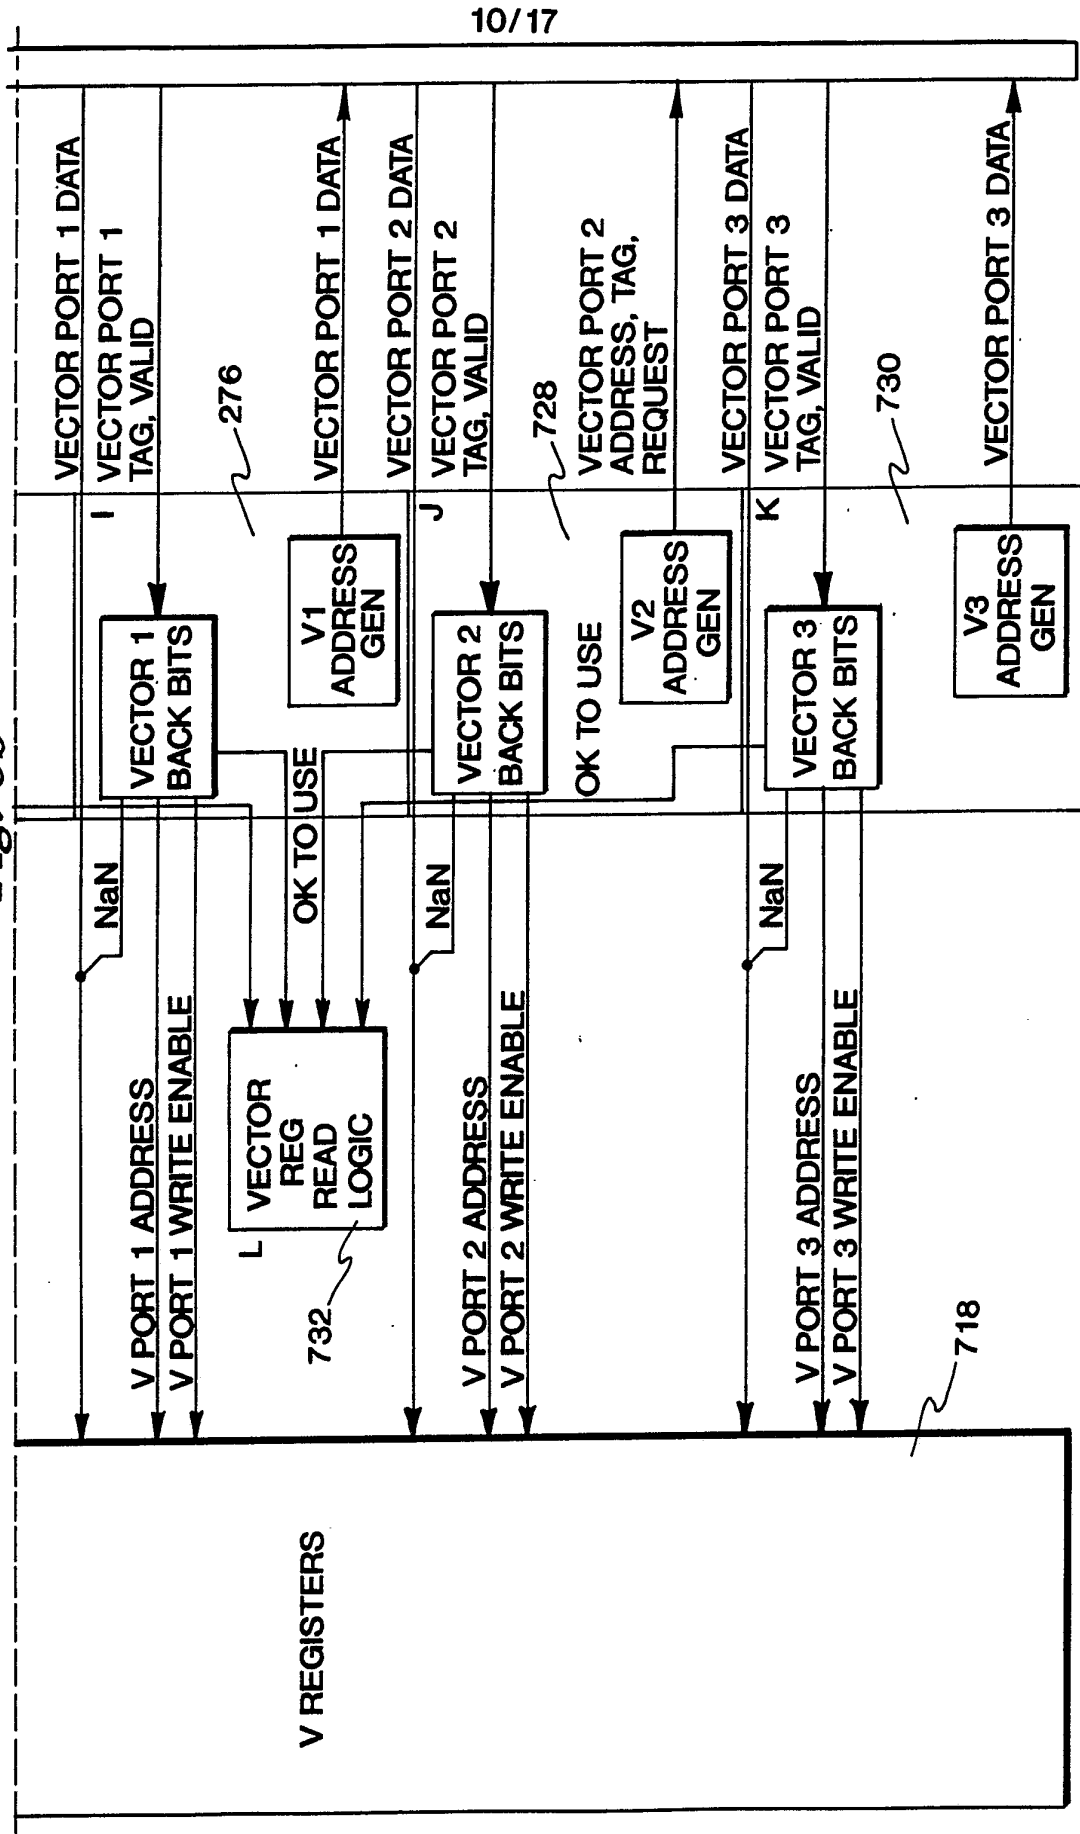 10/17
VECTOR PORT 1 DATA
VECTOR PORT 1
TAG, VALID
276
VECTOR PORT 1 DATA
VECTOR PORT 2 DATA
VECTOR PORT 2
TAG, VALID
728
VECTOR PORT 2
ADDRESS, TAG,
REQUEST
VECTOR PORT 3 DATA
VECTOR PORT 3
TAG, VALID
730
VECTOR PORT 3 DATA
I
VECTOR 1
BACK BITS
V1
ADDRESS
GEN
J
VECTOR 2
BACK BITS
V2
ADDRESS
GEN
K
VECTOR 3
BACK BITS
V3
ADDRESS
GEN
NaN
OK TO USE
NaN
OK TO USE
NaN
V PORT 1 ADDRESS
V PORT 1 WRITE ENABLE
L
VECTOR
REG
READ
LOGIC
732
V PORT 2 ADDRESS
V PORT 2 WRITE ENABLE
V PORT 3 ADDRESS
V PORT 3 WRITE ENABLE
718
V REGISTERS